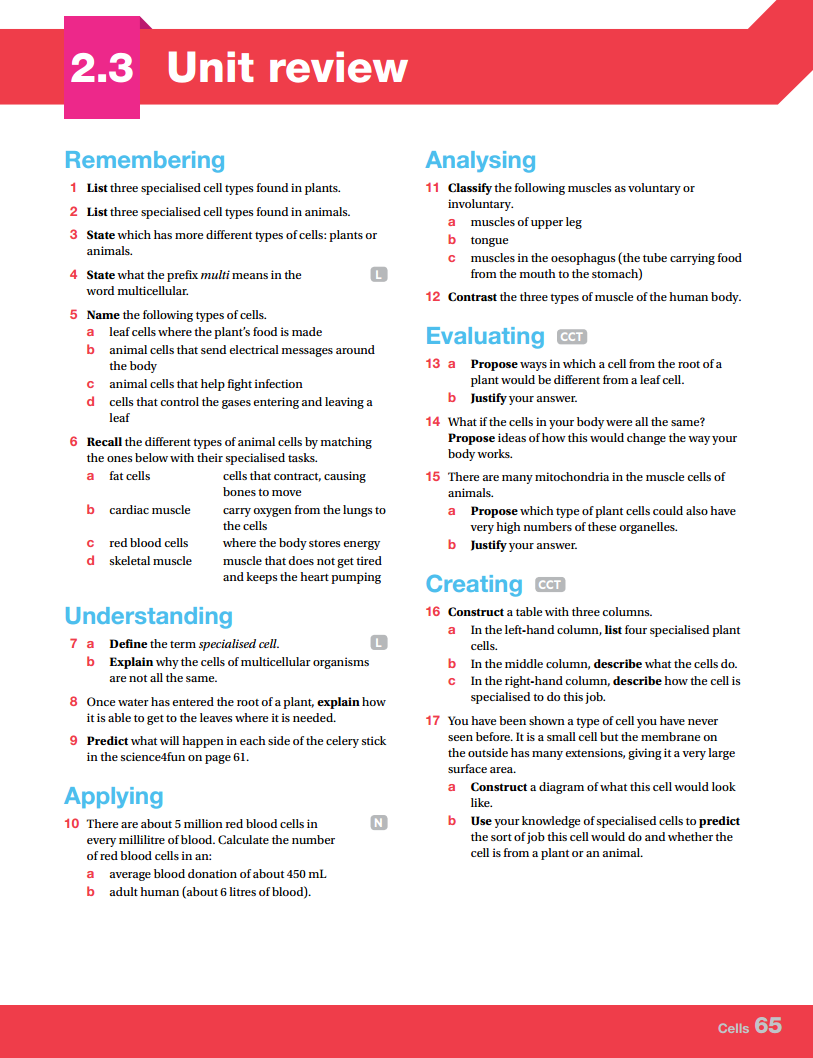 2.3 Unit review
Remembering
1 List three specialised cell types found in plants.
2 List three specialised cell types found in animals.
3 State which has more different types of cells: plants or
animals.
4 State what the prefix multi means in the L
word multicellular.
5 Name the following types of cells.
a leaf cells where the plant's food is made
b animal cells that send electrical messages around
the body
c animal cells that help fight infection
d cells that control the gases entering and leaving a
leaf
6 Recall the different types of animal cells by matching
the ones below with their specialised tasks.
a fat cells cells that contract, causing
bones to move
b cardiac muscle carry oxygen from the lungs to
the cells
c red blood cells where the body stores energy
d skeletal muscle muscle that does not get tired
and keeps the heart pumping
Understanding
7 a Define the term specialised cell. L
b Explain why the cells of multicellular organisms
are not all the same.
8 Once water has entered the root of a plant, explain how
it is able to get to the leaves where it is needed.
9 Predict what will happen in each side of the celery stick
in the science4fun on page 61.
Applying
10 There are about 5 million red blood cells in N
every millilitre of blood. Calculate the number
of red blood cells in an:
a average blood donation of about 450 mL
b adult human (about 6 litres of blood).
Analysing
11 Classify the following muscles as voluntary or
involuntary.
a muscles of upper leg
b tongue
c muscles in the oesophagus (the tube carrying food
from the mouth to the stomach)
12 Contrast the three types of muscle of the human body.
Evaluating CCT
13 a Propose ways in which a cell from the root of a
plant would be different from a leaf cell.
b Justify your answer.
14 What if the cells in your body were all the same?
Propose ideas of how this would change the way your
body works.
15 There are many mitochondria in the muscle cells of
animals.
a Propose which type of plant cells could also have
very high numbers of these organelles.
b Justify your answer.
Creating CCT
16 Construct a table with three columns.
a In the left-hand column, list four specialised plant
cells.
b In the middle column, describe what the cells do.
c In the right-hand column, describe how the cell is
specialised to do this job.
17 You have been shown a type of cell you have never
seen before. It is a small cell but the membrane on
the outside has many extensions, giving it a very large
surface area.
a Construct a diagram of what this cell would look
like.
b Use your knowledge of specialised cells to predict
the sort of job this cell would do and whether the
cell is from a plant or an animal.
Cells 65